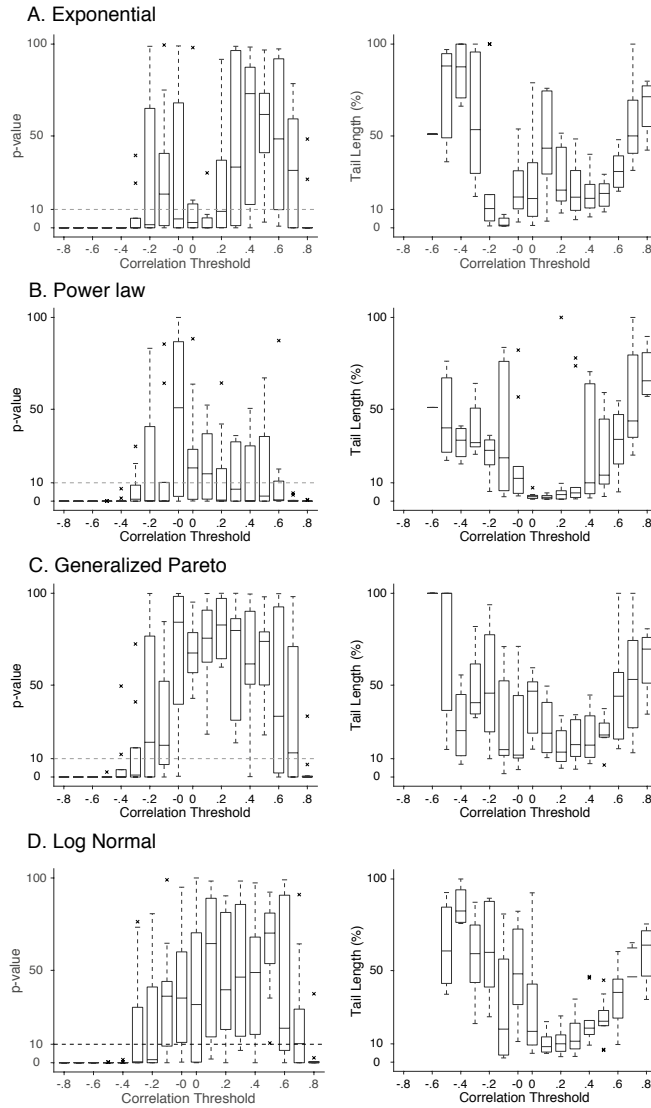 A. Exponential
100
50
10
0
p-value
-.8 -.6 -.4 -.2 -0 0 .2 .4 .6 .8
Correlation Threshold
100
50
10
0
Tail Length (%)
-.8 -.6 -.4 -.2 -0 0 .2 .4 .6 .8
Correlation Threshold
B. Power law
100
50
10
0
p-value
-.8 -.6 -.4 -.2 -0 0 .2 .4 .6 .8
Correlation Threshold
100
50
10
0
Tail Length (%)
-.8 -.6 -.4 -.2 -0 0 .2 .4 .6 .8
Correlation Threshold
C. Generalized Pareto
100
50
10
0
p-value
-.8 -.6 -.4 -.2 -0 0 .2 .4 .6 .8
Correlation Threshold
100
50
10
0
Tail Length (%)
-.8 -.6 -.4 -.2 -0 0 .2 .4 .6 .8
Correlation Threshold
D. Log Normal
100
50
10
0
p-value
-.8 -.6 -.4 -.2 -0 0 .2 .4 .6 .8
Correlation Threshold
100
50
10
0
Tail Length (%)
-.8 -.6 -.4 -.2 -0 0 .2 .4 .6 .8
Correlation Threshold